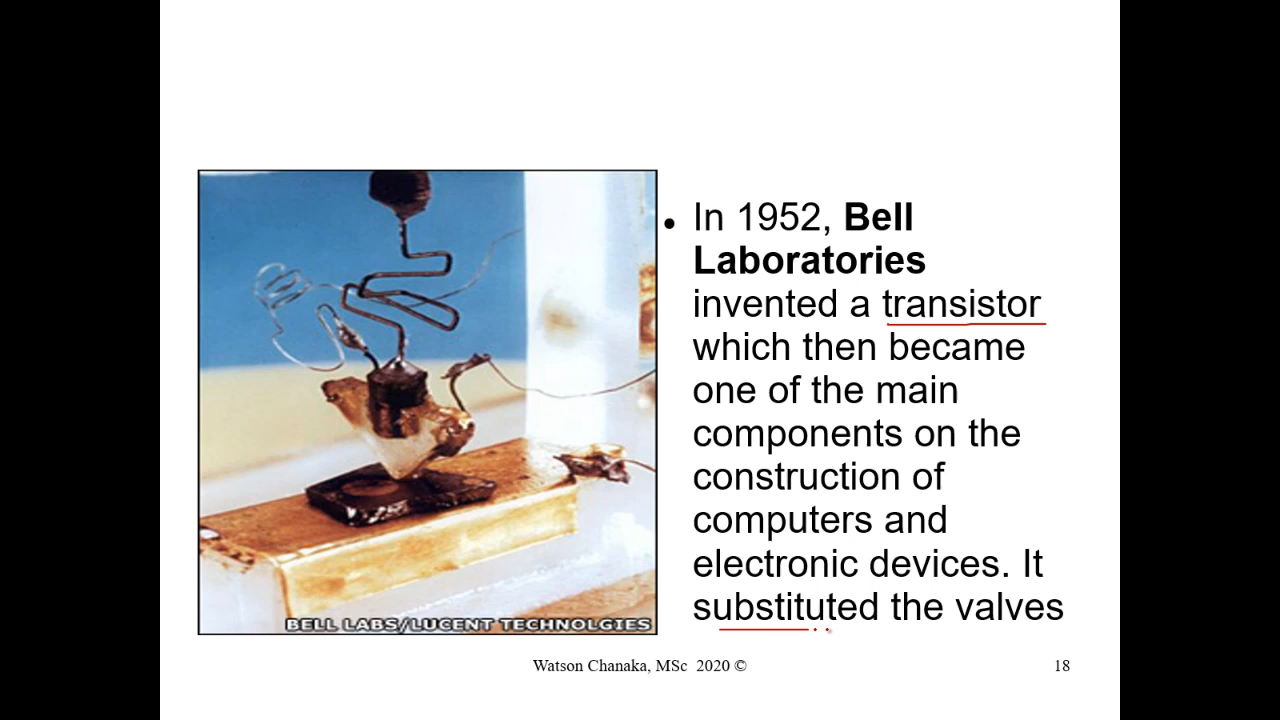 • In 1952, Bell
Laboratories
invented a transistor
which then became
one of the main
components on the
construction of
computers and
electronic devices. It
substituted the valves
BELL LABS/LUCENT TECHNOLGIES
Watson Chanaka, MSc 2020 ©
18